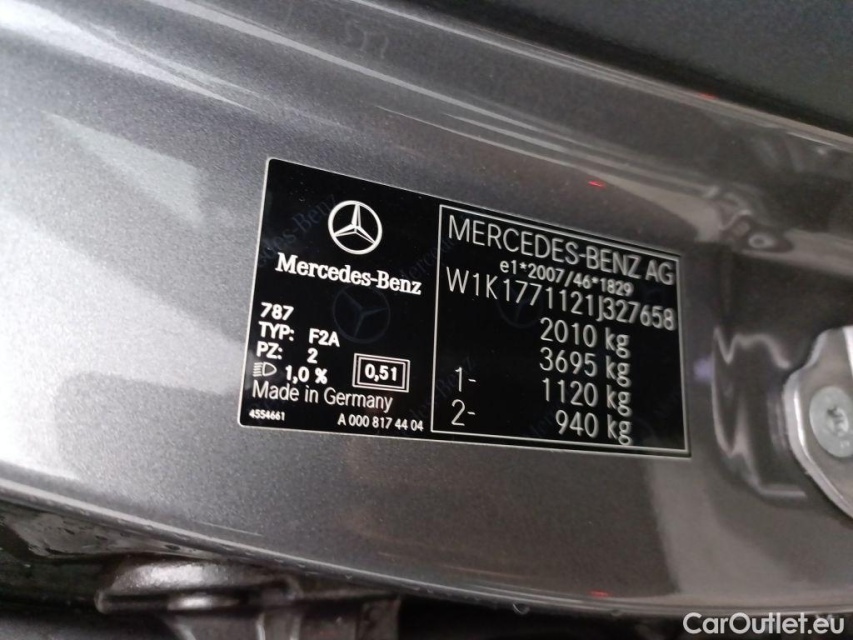 Mercedes-Benz
787
TYP: F2A
PZ: 2
1,0 %
0,51
Made in Germany
4554661
A 000 817 44 04
MERCEDES-BENZ AG
e1*2007/46*1829
W1K1771121J327658
2010 kg
3695 kg
1- 1120 kg
2- 940 kg
CarOutlet.eu